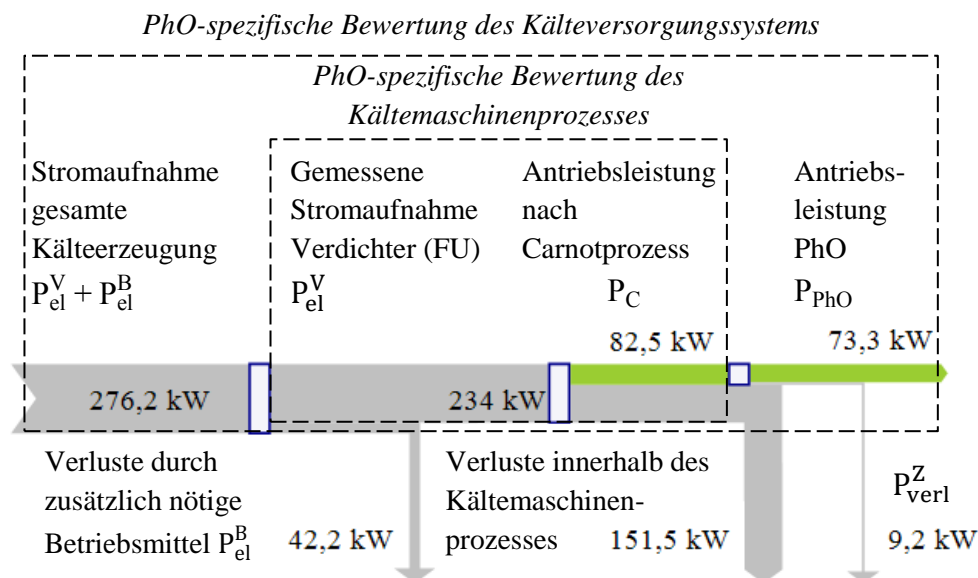 PhO-spezifische Bewertung des Kälteversorgungssystems
PhO-spezifische Bewertung des
Kältemaschinenprozesses
Stromaufnahme
gesamte
Kälteerzeugung
P_el^V + P_el^B
Gemessene
Stromaufnahme
Verdichter (FU)
P_el^V
Antriebsleistung
nach
Carnotprozess
P_C
Antriebs-
leistung
PhO
P_PhO
82,5 kW
73,3 kW
276,2 kW
234 kW
Verluste durch
zusätzlich nötige
Betriebsmittel P_el^B
42,2 kW
Verluste innerhalb des
Kältemaschinen-
prozesses
151,5 kW
P_verl^Z
9,2 kW